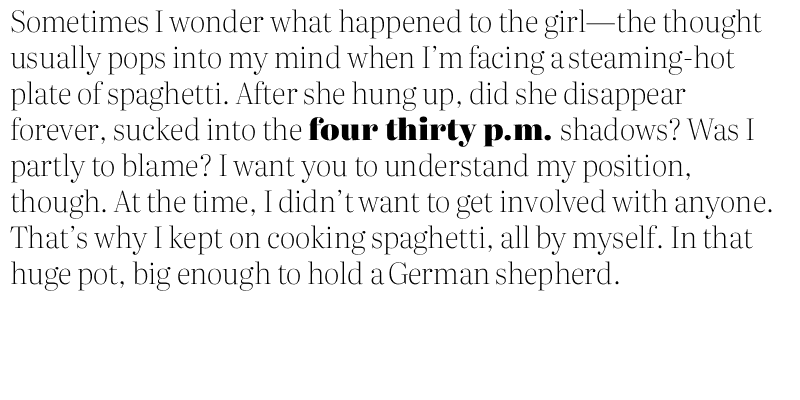 Sometimes I wonder what happened to the girl—the thought
usually pops into my mind when I’m facing a steaming-hot
plate of spaghetti. After she hung up, did she disappear
forever, sucked into the four thirty p.m. shadows? Was I
partly to blame? I want you to understand my position,
though. At the time, I didn’t want to get involved with anyone.
That’s why I kept on cooking spaghetti, all by myself. In that
huge pot, big enough to hold a German shepherd.